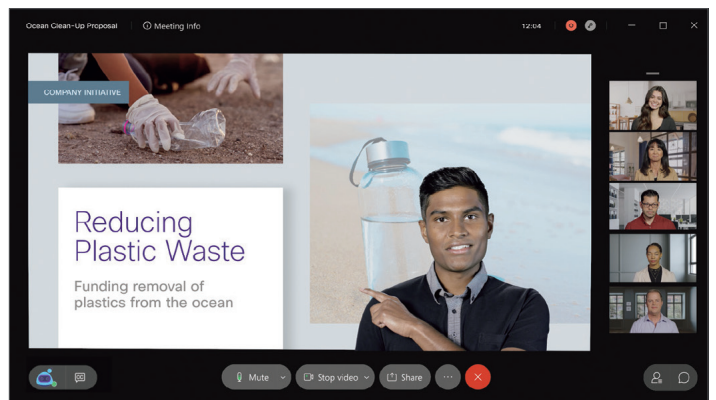 Ocean Clean-Up Proposal
Meeting Info
12:04
COMPANY INITIATIVE
Reducing
Plastic Waste
Funding removal of
plastics from the ocean
CC
Mute
Stop video
Share